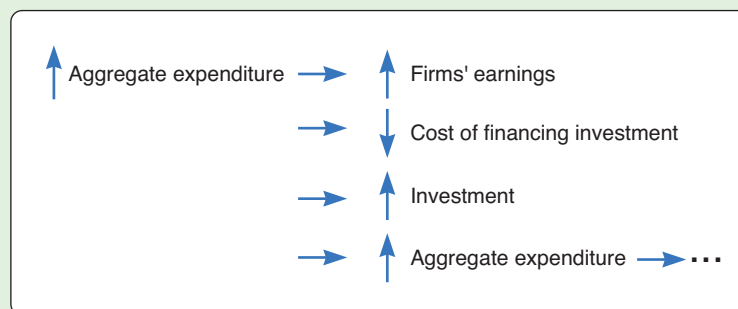 Aggregate expenditure Firms' earnings
Cost of financing investment
Investment
Aggregate expenditure ...